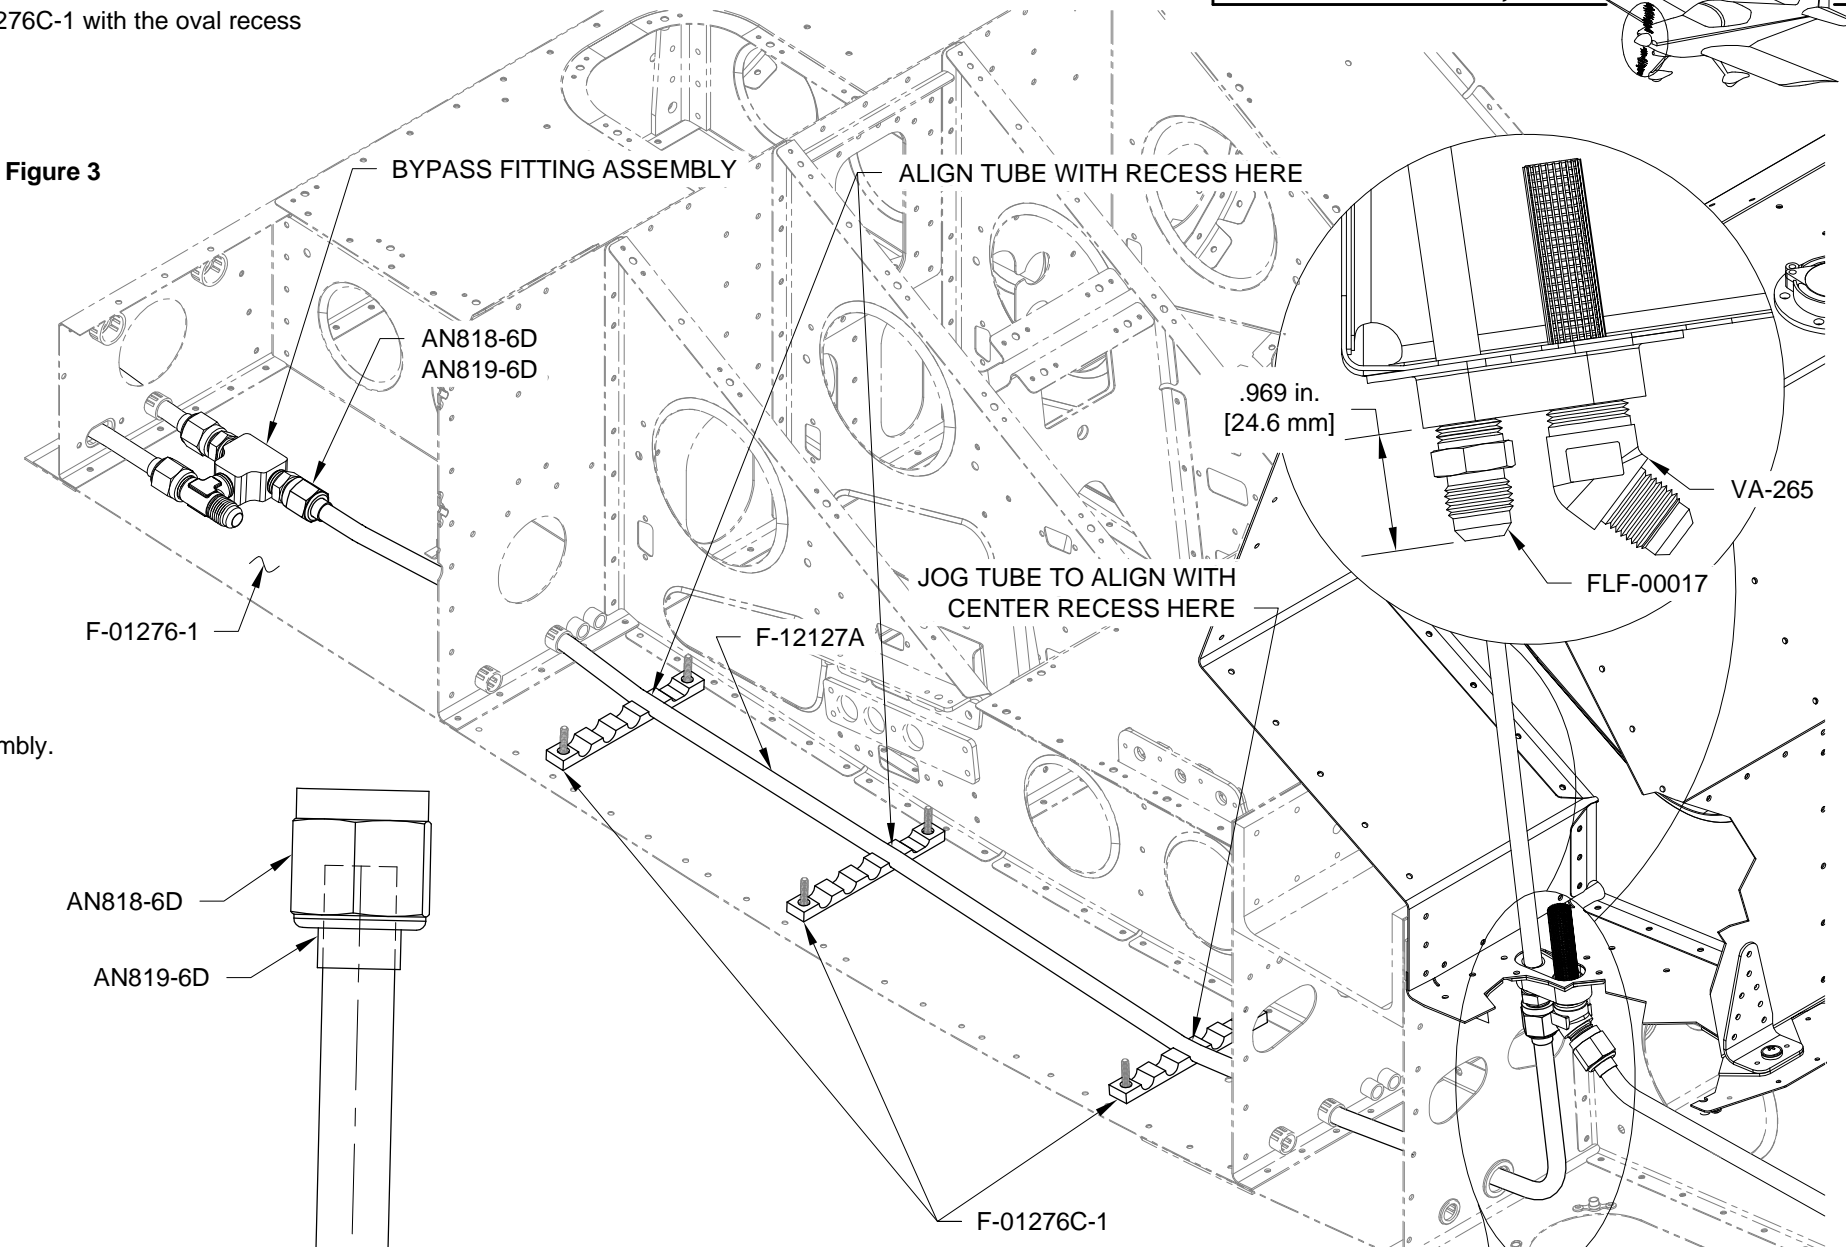 276C-1 with the oval recess
Figure 3
BYPASS FITTING ASSEMBLY
ALIGN TUBE WITH RECESS HERE
AN818-6D
AN819-6D
.969 in.
[24.6 mm]
VA-265
FLF-00017
JOG TUBE TO ALIGN WITH
CENTER RECESS HERE
F-01276-1
F-12127A
mbly.
AN818-6D
AN819-6D
F-01276C-1